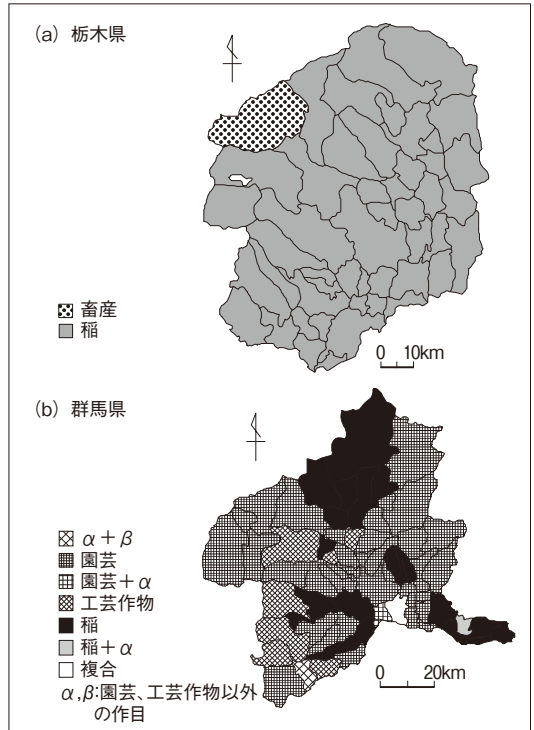 (a) 栃木県
畜産
稲
0 10km
(b) 群馬県
α+β
園芸
園芸+α
工芸作物
稲
稲+α
複合
α,β:園芸、工芸作物以外
の作目
0 20km